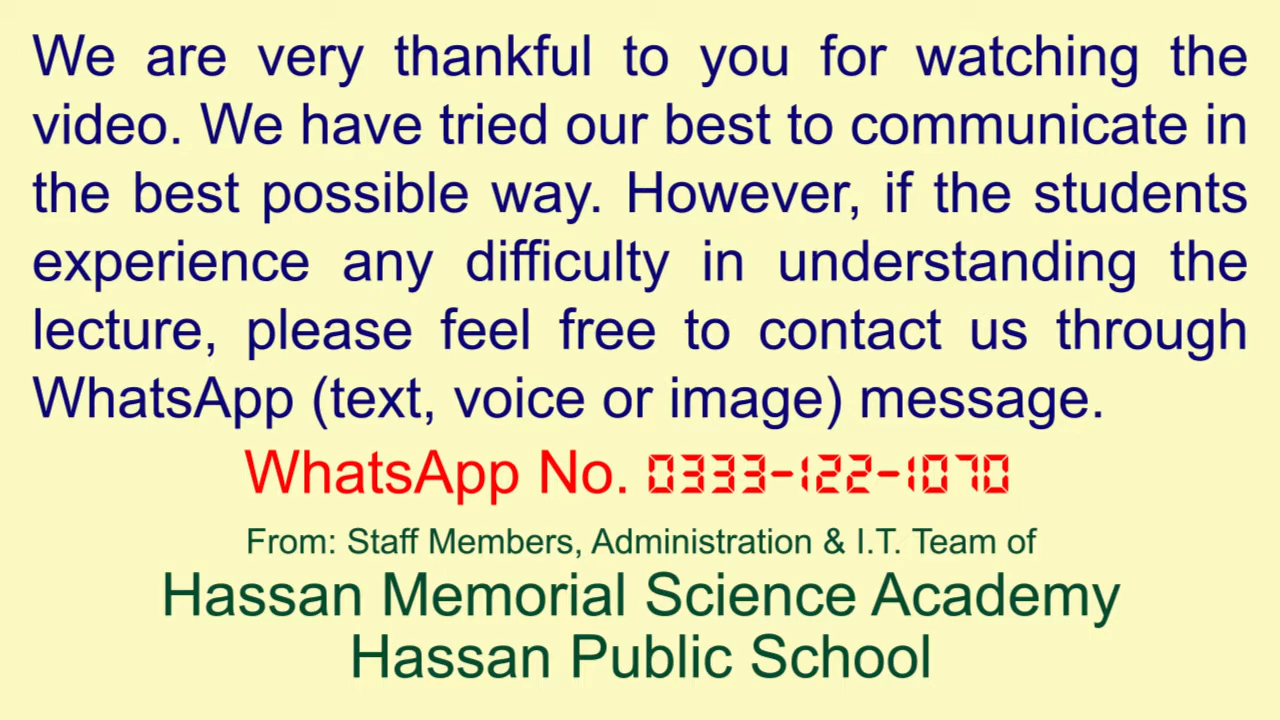 We are very thankful to you for watching the
video. We have tried our best to communicate in
the best possible way. However, if the students
experience any difficulty in understanding the
lecture, please feel free to contact us through
WhatsApp (text, voice or image) message.
WhatsApp No. 0333-122-1070
From: Staff Members, Administration & I.T. Team of
Hassan Memorial Science Academy
Hassan Public School